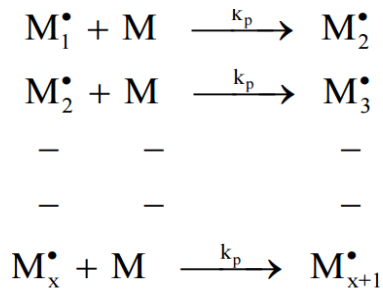 M₁• + M —kₚ→ M₂•
M₂• + M —kₚ→ M₃•
– – –
– – –
Mₓ• + M —kₚ→ Mₓ₊₁•